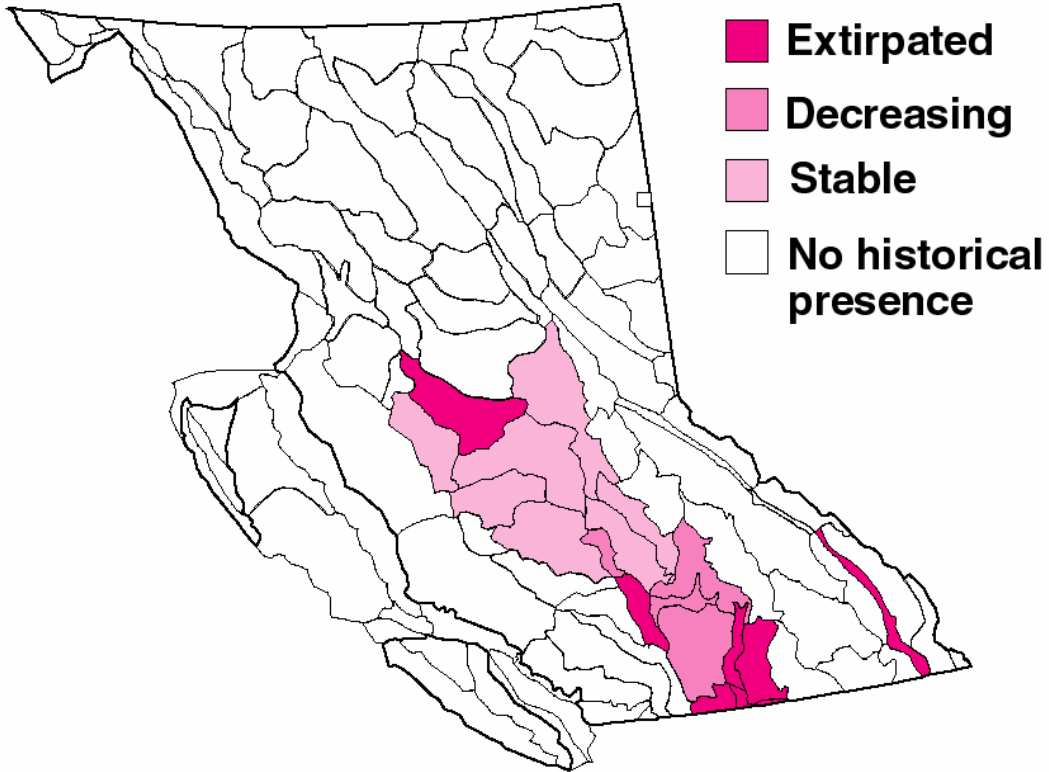 Extirpated
Decreasing
Stable
No historical
presence